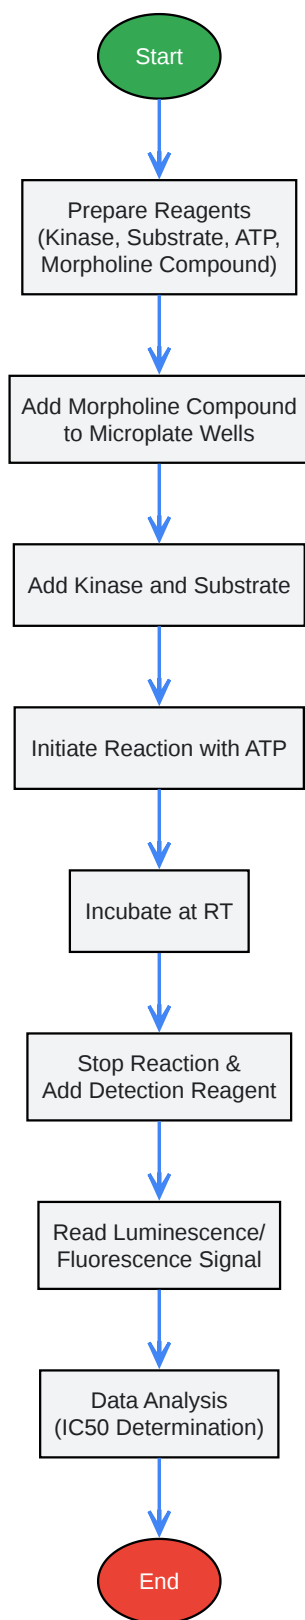 Start
Prepare Reagents
(Kinase, Substrate, ATP,
Morpholine Compound)
Add Morpholine Compound
to Microplate Wells
Add Kinase and Substrate
Initiate Reaction with ATP
Incubate at RT
Stop Reaction &
Add Detection Reagent
Read Luminescence/
Fluorescence Signal
Data Analysis
(IC50 Determination)
End